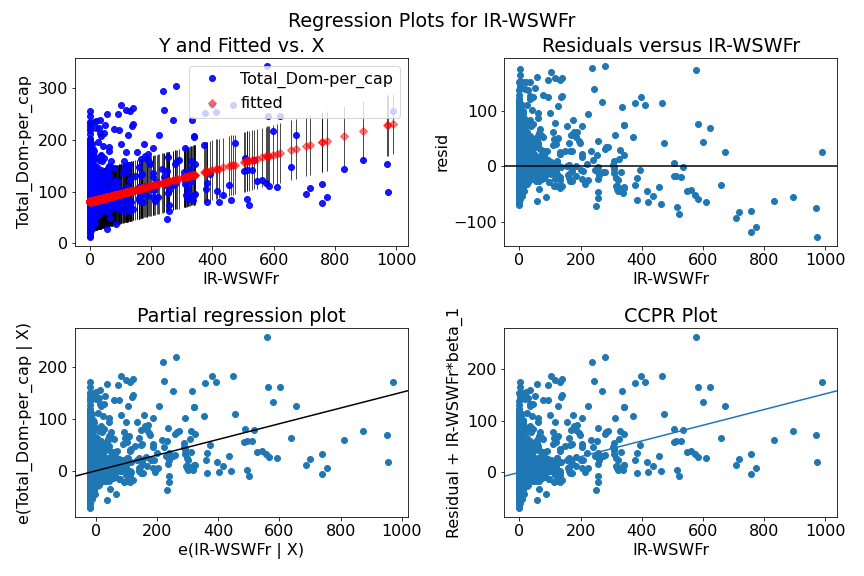 Regression Plots for IR-WSWFr
Y and Fitted vs. X
Total_Dom-per_cap
300
200
100
0
Total_Dom-per_cap
fitted
0 200 400 600 800 1000
IR-WSWFr
Residuals versus IR-WSWFr
resid
100
0
−100
0 200 400 600 800 1000
IR-WSWFr
Partial regression plot
e(Total_Dom-per_cap | X)
200
100
0
0 200 400 600 800 1000
e(IR-WSWFr | X)
CCPR Plot
Residual + IR-WSWFr*beta_1
200
100
0
0 200 400 600 800 1000
IR-WSWFr